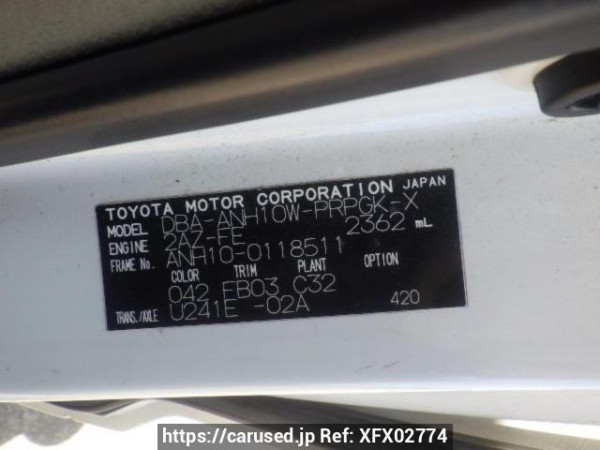 TOYOTA MOTOR CORPORATION JAPAN
MODEL DBA-ANH10W-PRPGK-X
ENGINE 2AZ-FE 2362 mL
FRAME No. ANH10-0118511
COLOR TRIM PLANT OPTION
042 FB03 C32
TRANS./AXLE U241E -02A 420
https://carused.jp Ref: XFX02774